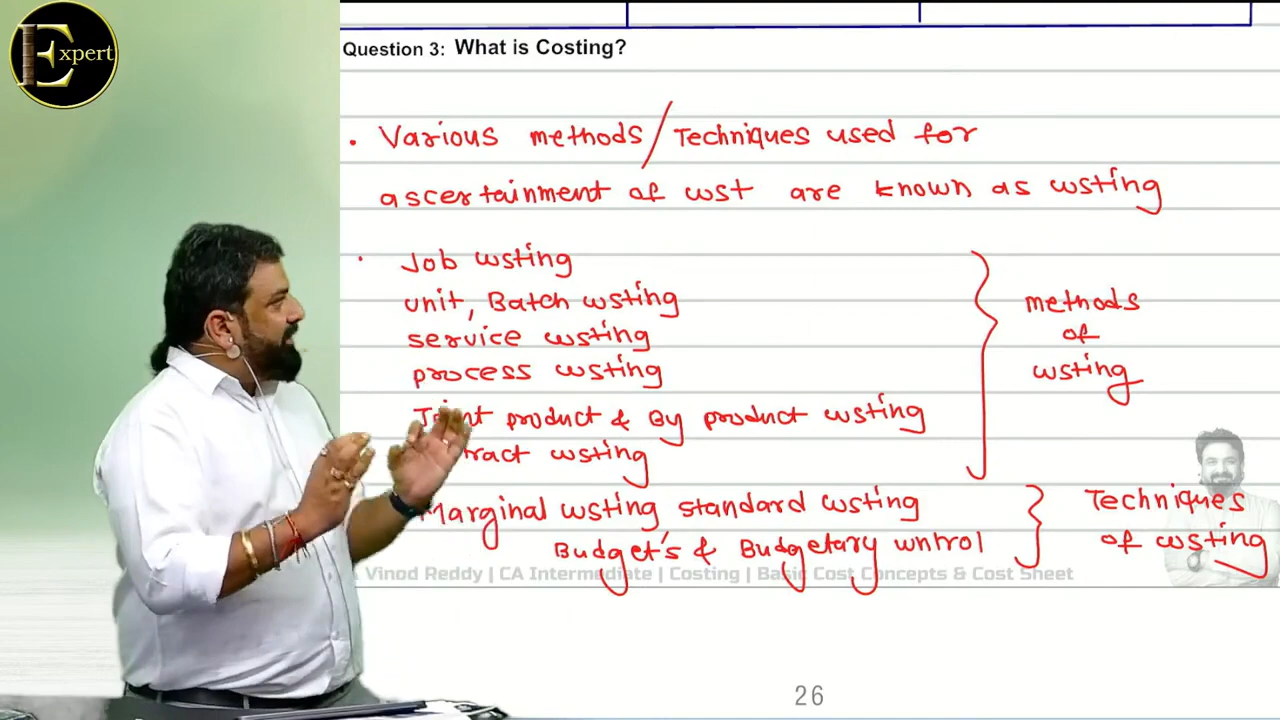 Expert
Question 3: What is Costing?
• Various methods / Techniques used for
ascertainment of cost are known as costing
• Job costing
unit, Batch costing
service costing
process costing
Joint product & By product costing
tract costing
methods
of
costing
Marginal costing standard costing
Budget's & Budgetary control
Techniques
of costing
Vinod Reddy | CA Intermediate | Costing | Basic Cost Concepts & Cost Sheet
26